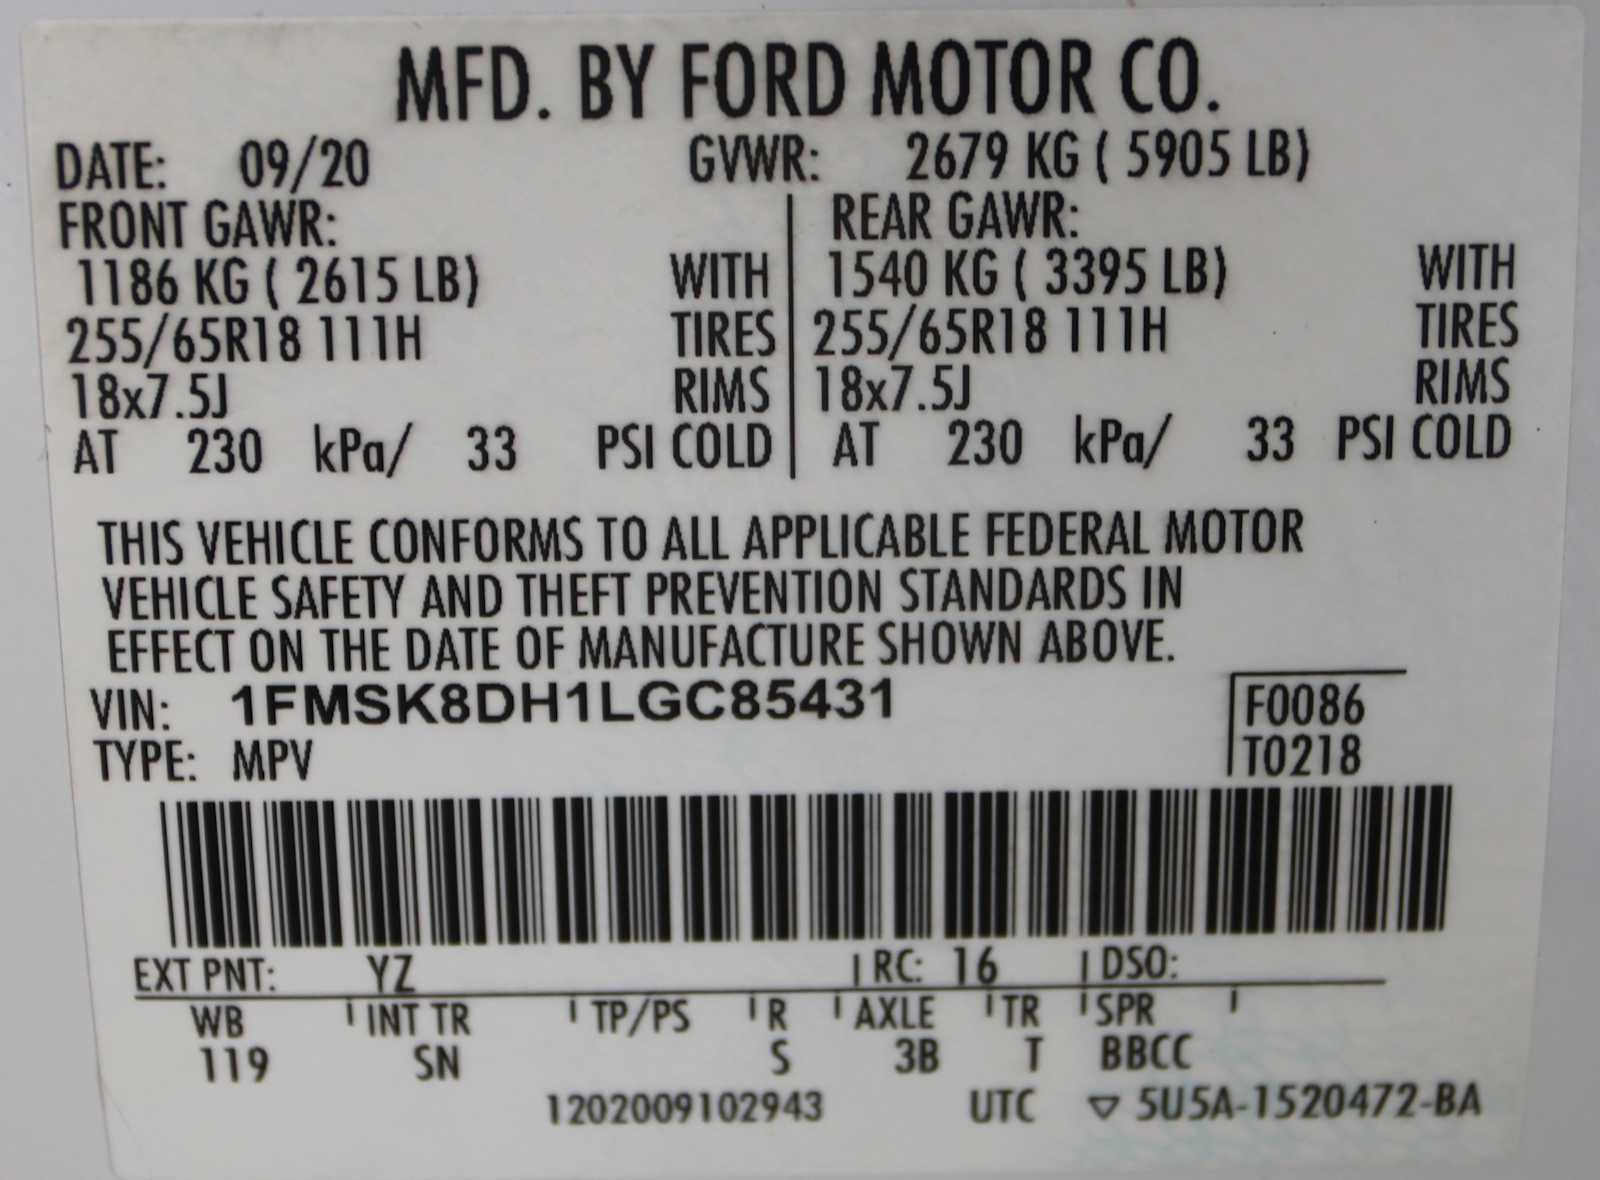 MFD. BY FORD MOTOR CO.
DATE: 09/20 GVWR: 2679 KG ( 5905 LB)
FRONT GAWR: REAR GAWR:
1186 KG ( 2615 LB) WITH 1540 KG ( 3395 LB) WITH
255/65R18 111H TIRES 255/65R18 111H TIRES
18x7.5J RIMS 18x7.5J RIMS
AT 230 kPa/ 33 PSI COLD AT 230 kPa/ 33 PSI COLD
THIS VEHICLE CONFORMS TO ALL APPLICABLE FEDERAL MOTOR
VEHICLE SAFETY AND THEFT PREVENTION STANDARDS IN
EFFECT ON THE DATE OF MANUFACTURE SHOWN ABOVE.
VIN: 1FMSK8DH1LGC85431 F0086
TYPE: MPV T0218
EXT PNT: YZ RC: 16 DSO:
WB INT TR TP/PS R AXLE TR SPR
119 SN S 3B T BBCC
1202009102943 UTC ▽ 5U5A-1520472-BA